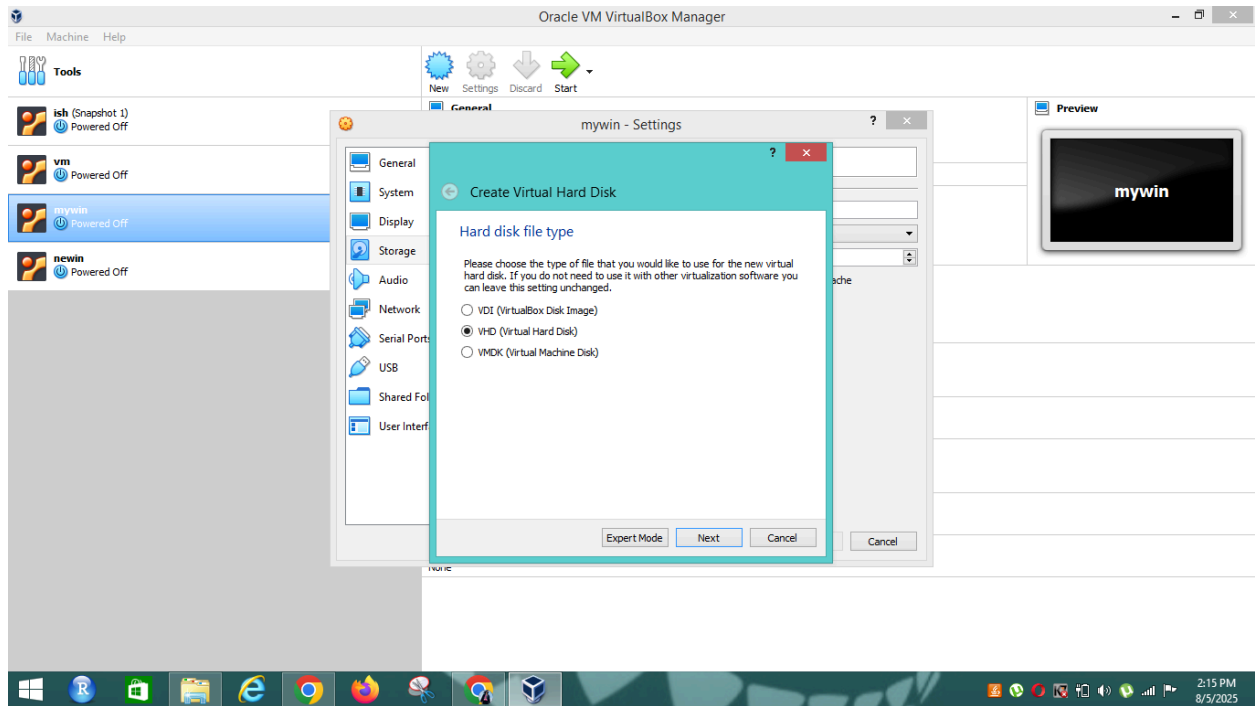 Oracle VM VirtualBox Manager
File Machine Help
Tools
New Settings Discard Start
ish (Snapshot 1)
Powered Off
vm
Powered Off
mywin
Powered Off
newin
Powered Off
General
Preview
mywin
mywin - Settings
?
General
System
Display
Storage
Audio
Network
Serial Ports
USB
Shared Fol
User Interf
ache
Cancel
?
Create Virtual Hard Disk
Hard disk file type
Please choose the type of file that you would like to use for the new virtual
hard disk. If you do not need to use it with other virtualization software you
can leave this setting unchanged.
VDI (VirtualBox Disk Image)
VHD (Virtual Hard Disk)
VMDK (Virtual Machine Disk)
Expert Mode Next Cancel
None
2:15 PM
8/5/2025